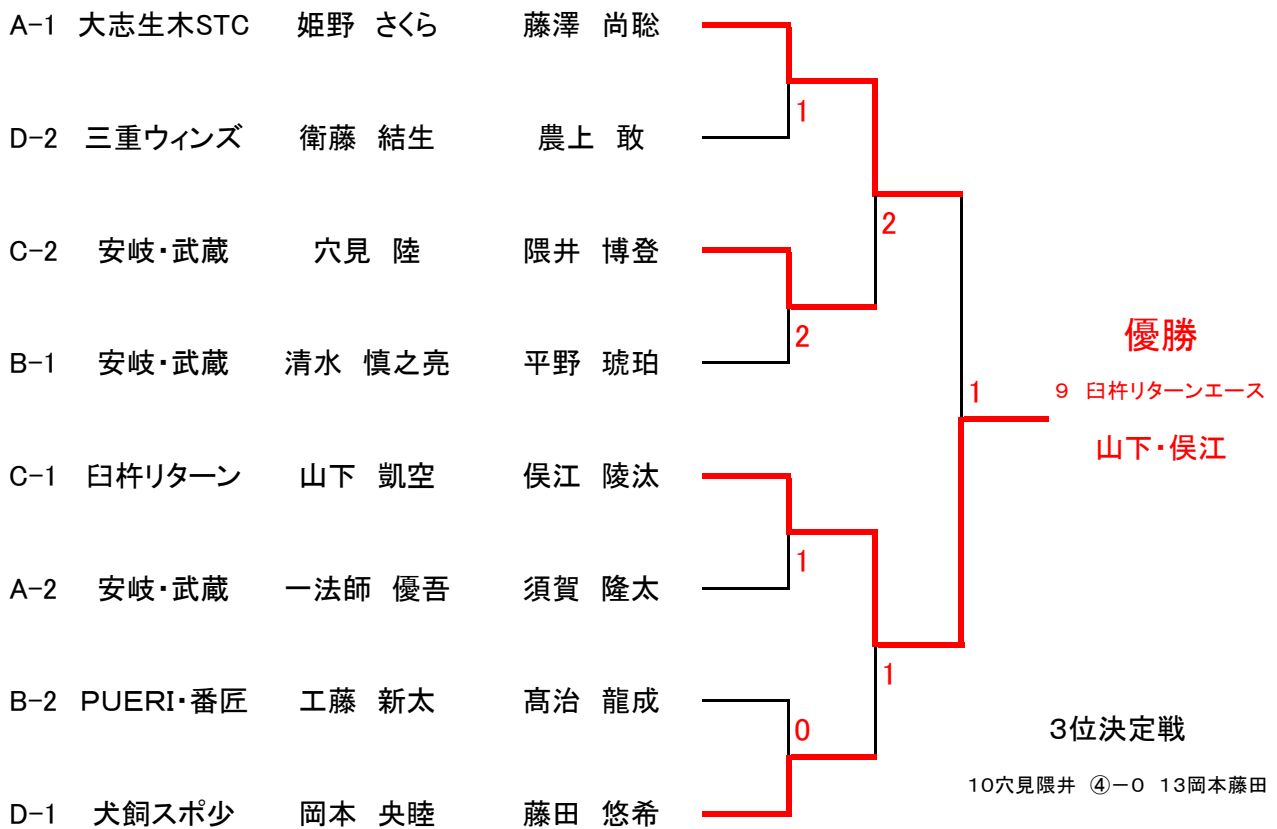 A-1 大志生木STC 姫野 さくら 藤澤 尚聡
1
D-2 三重ウィンズ 衛藤 結生 農上 敢
2
C-2 安岐・武蔵 穴見 陸 隈井 博登
2
優勝
B-1 安岐・武蔵 清水 慎之亮 平野 琥珀
1
9 臼杵リターンエース
山下・俣江
C-1 臼杵リターン 山下 凱空 俣江 陵汰
1
A-2 安岐・武蔵 一法師 優吾 須賀 隆太
1
B-2 PUERI・番匠 工藤 新太 髙治 龍成
0
3位決定戦
10穴見隈井 ④－0 13岡本藤田
D-1 犬飼スポ少 岡本 央睦 藤田 悠希